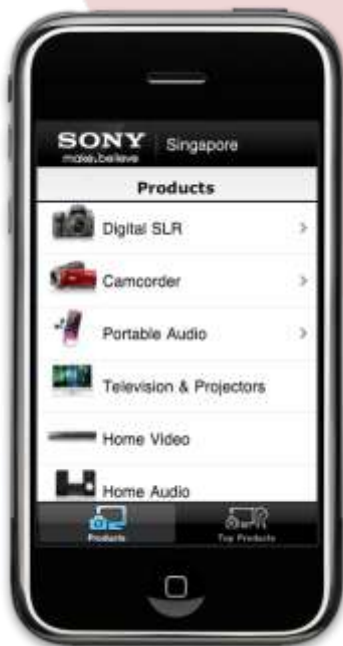 SONY
make.believe
Singapore
Products
Digital SLR
Camcorder
Portable Audio
Television & Projectors
Home Video
Home Audio
Products
Top Products